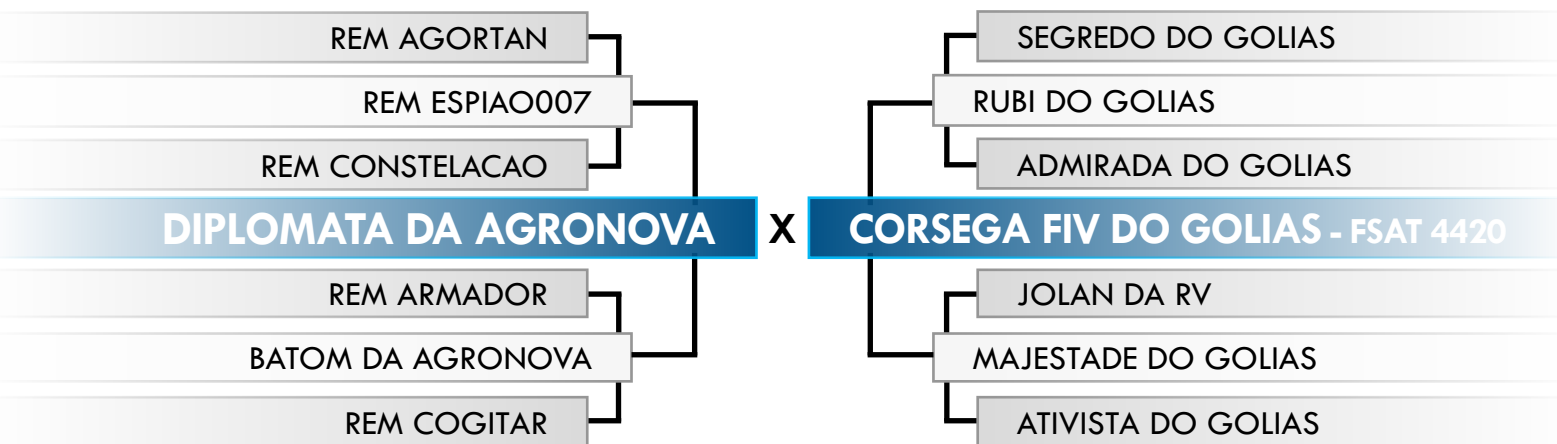 REM AGORTAN
REM ESPIAO007
REM CONSTELACAO
DIPLOMATA DA AGRONOVA
REM ARMADOR
BATOM DA AGRONOVA
REM COGITAR
X
SEGREDO DO GOLIAS
RUBI DO GOLIAS
ADMIRADA DO GOLIAS
CORSEGA FIV DO GOLIAS - FSAT 4420
JOLAN DA RV
MAJESTADE DO GOLIAS
ATIVISTA DO GOLIAS